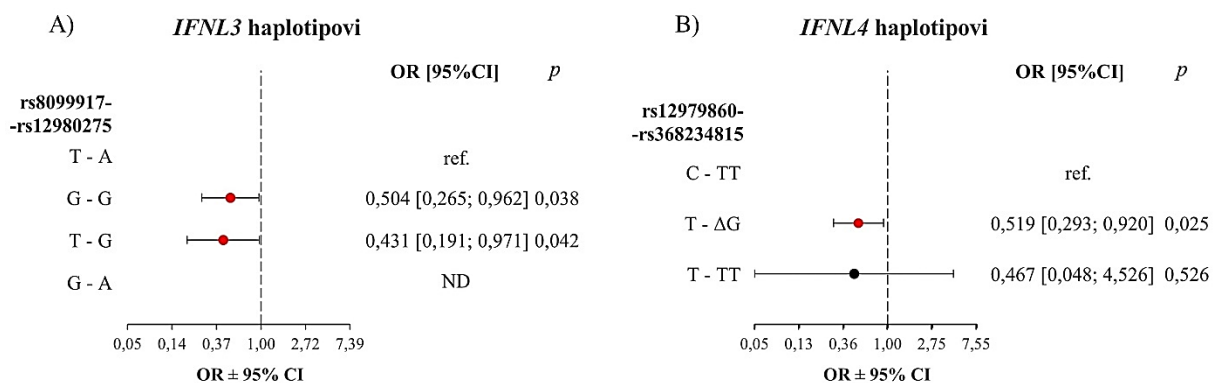 A) IFNL3 haplotipovi
OR [95%CI] p
rs8099917-
-rs12980275
T - A ref.
G - G 0,504 [0,265; 0,962] 0,038
T - G 0,431 [0,191; 0,971] 0,042
G - A ND
0,05 0,14 0,37 1,00 2,72 7,39
OR ± 95% CI
B) IFNL4 haplotipovi
OR [95%CI] p
rs12979860-
-rs368234815
C - TT ref.
T - ΔG 0,519 [0,293; 0,920] 0,025
T - TT 0,467 [0,048; 4,526] 0,526
0,05 0,13 0,36 1,00 2,75 7,55
OR ± 95% CI